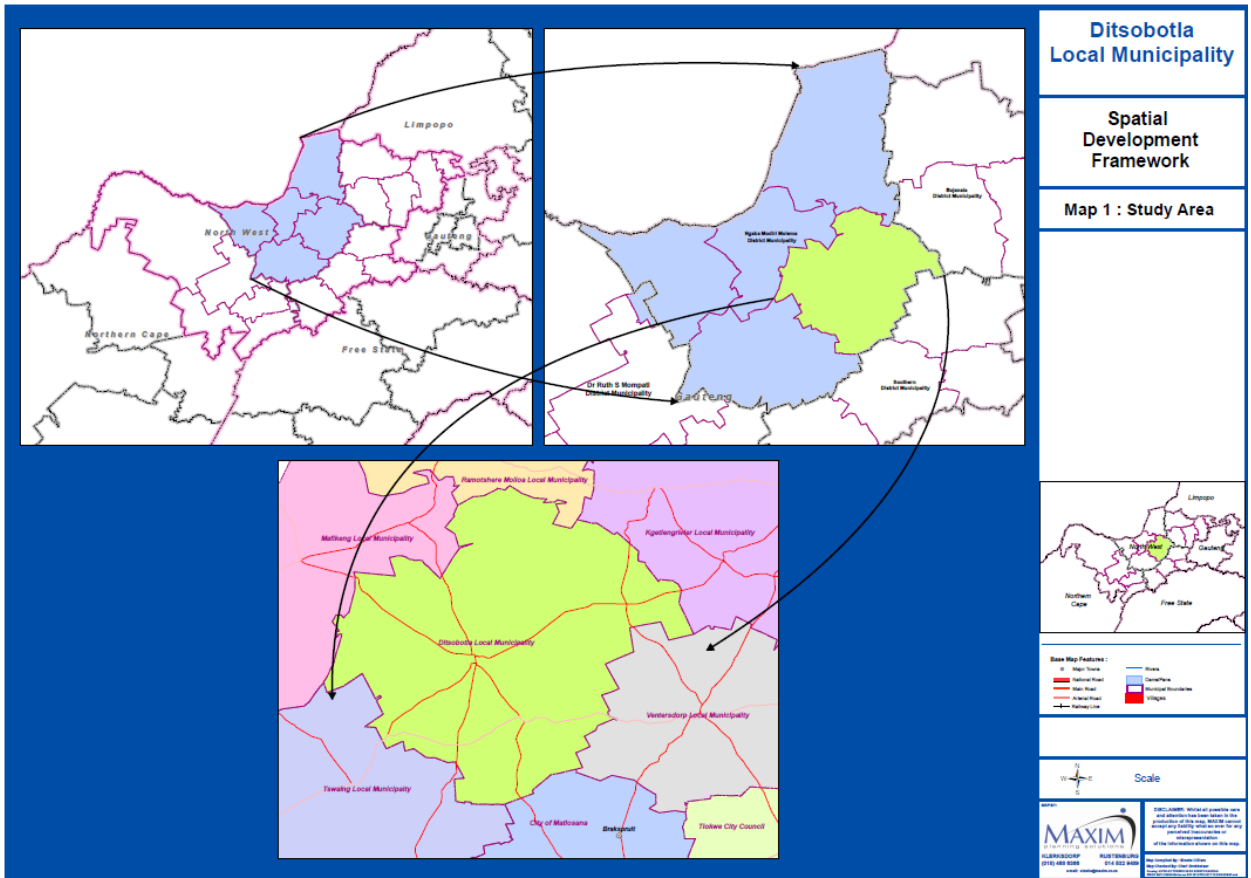 Ditsobotla
Local Municipality
Spatial
Development
Framework
Map 1 : Study Area
Limpopo
North West
Gauteng
Northern Cape
Free State
Bojanala
District Municipality
Ngaka Modiri Molema
District Municipality
Dr Ruth S Mompati
District Municipality
Gauteng
Southern
District Municipality
Ramotshere Moiloa Local Municipality
Mafikeng Local Municipality
Kgetlengrivier Local Municipality
Ditsobotla Local Municipality
Ventersdorp Local Municipality
Tswaing Local Municipality
City of Matlosana
Brakspruit
Tlokwe City Council
Limpopo
North West
Gauteng
Northern
Cape
Free State
Base Map Features :
Major Towns
National Road
Main Road
Arterial Road
Railway Line
Rivers
Dams/Pans
Municipal Boundaries
Villages
N
W E
S
Scale
MAXIM
planning solutions
KLERKSDORP
RUSTENBURG
DISCLAIMER: Whilst all possible care
and attention has been taken in the
production of this map, MAXIM cannot
accept any liability what so ever for any
perceived inaccuracies or
misrepresentation
of the information shown on this map.